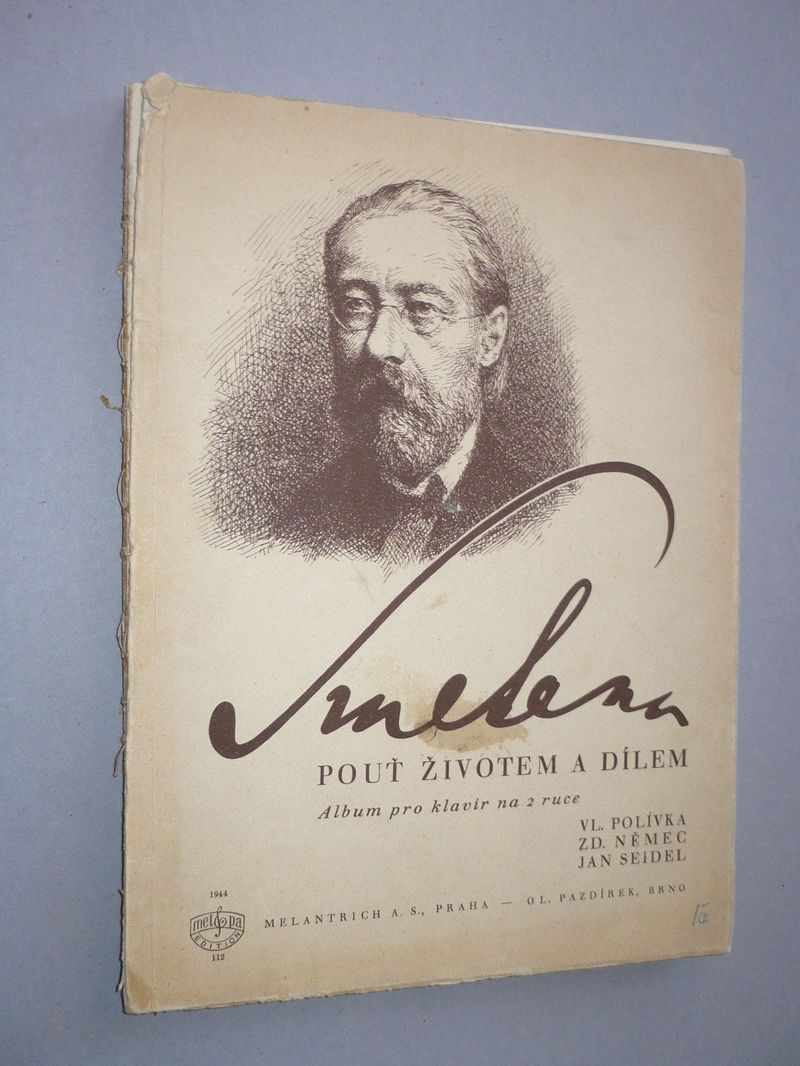 Smetana
POUŤ ŽIVOTEM A DÍLEM
Album pro klavír na 2 ruce
VL. POLÍVKA
ZD. NĚMEC
JAN SEIDEL
1944
melpa
EDITION
112
MELANTRICH A. S., PRAHA — OL. PAZDÍREK, BRNO